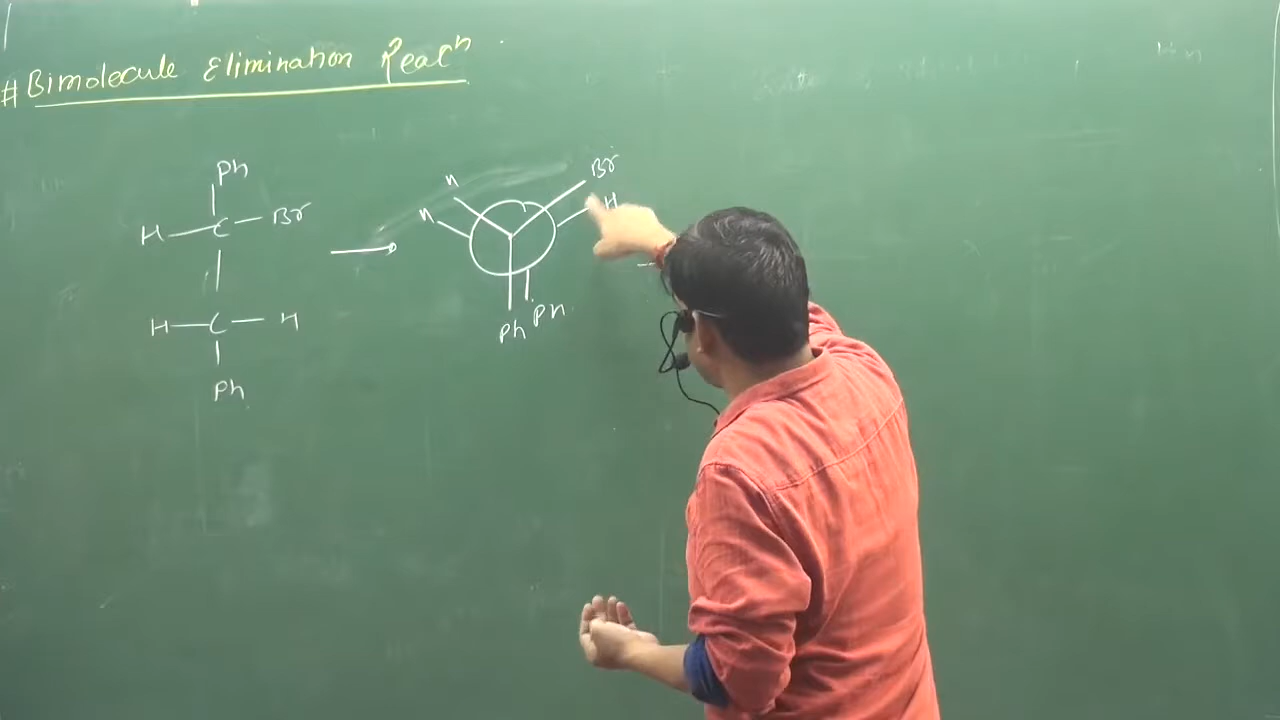 # Bimolecule Elimination Reacn
Ph
H C Br
H C H
Ph
n Br
n H
Ph Ph